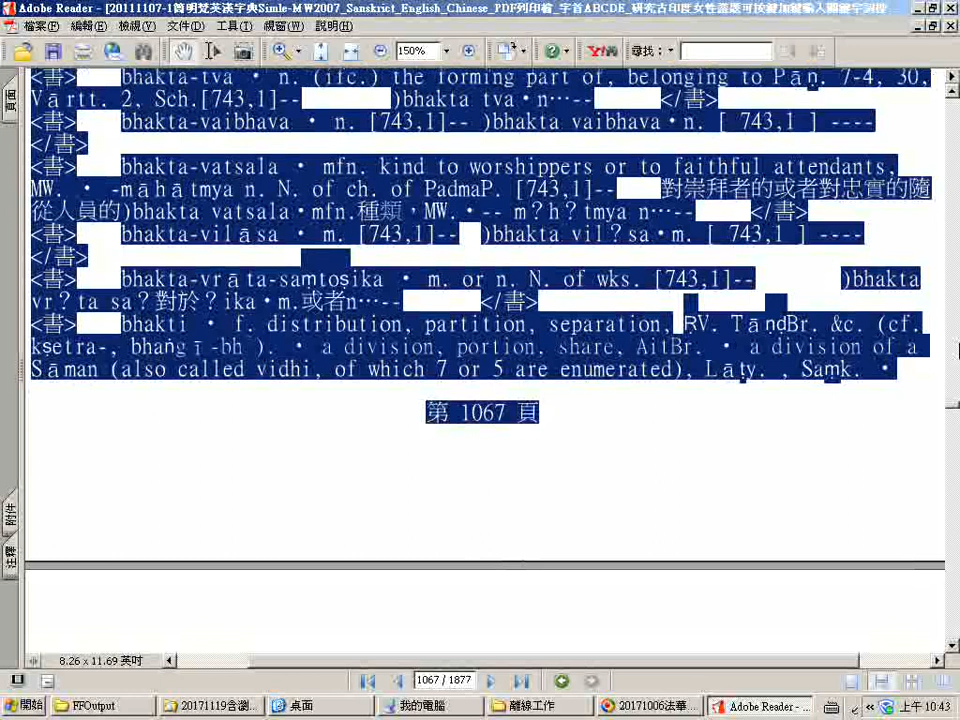 Adobe Reader - [20111107-1簡明梵英漢字典Simle-MW2007_Sanskrict_English_Chinese_PDF列印檔_字首ABCDE_研究古印度女性議題可按快捷鍵輸入關鍵字詞搜
檔案(F) 編輯(E) 檢視(V) 文件(D) 工具(T) 視窗(W) 說明(H)
150% 尋找：
頁面
<書> bhakta-tva • n. (ifc.) the forming part of, belonging to Pāṇ. 7-4, 30,
Vārtt. 2, Sch.[743,1]-- )bhakta tva•n…-- </書>
<書> bhakta-vaibhava • n. [743,1]-- )bhakta vaibhava•n. [ 743,1 ] ----
</書>
<書> bhakta-vatsala • mfn. kind to worshippers or to faithful attendants,
MW. • -māhātmya n. N. of ch. of PadmaP. [743,1]-- 對崇拜者的或者對忠實的隨
從人員的)bhakta vatsala•mfn.種類，MW.•-- m?h?tmya n…-- </書>
<書> bhakta-vilāsa • m. [743,1]-- )bhakta vil?sa•m. [ 743,1 ] ----
</書>
<書> bhakta-vrāta-saṃtoṣika • m. or n. N. of wks. [743,1]-- )bhakta
vr?ta sa?對於?ika•m.或者n…-- </書>
<書> bhakti • f. distribution, partition, separation, ṚV. TāṇḍBr. &c. (cf.
kṣetra-, bhaṅgī-bh ). • a division, portion, share, AitBr. • a division of a
Sāman (also called vidhi, of which 7 or 5 are enumerated), Lāṭy. , Saṃk. •
第 1067 頁
附件
注釋
8.26 x 11.69 英吋
1067 / 1877
開始 FFOutput 20171119含瀏... 桌面 我的電腦 離線工作 20171006法華... Adobe Reader - ... 上午 10:43